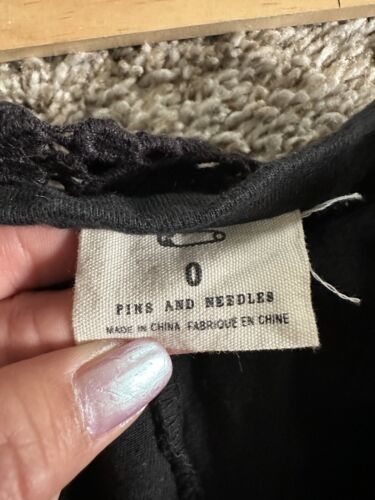 0
PINS AND NEEDLES
MADE IN CHINA FABRIQUÉ EN CHINE